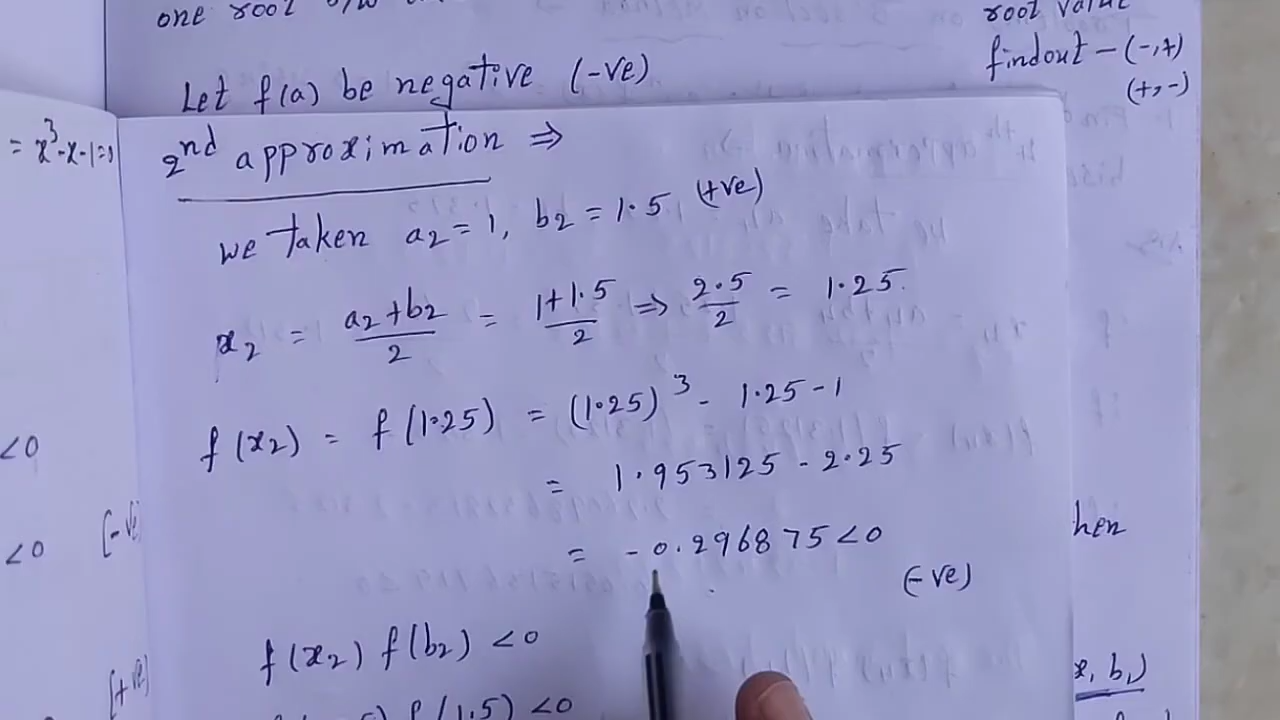 one root
root value
findout - (-,+)
(+,-)
Let f(a) be negative (-ve)
= x³-x-1=0
2nd approximation ⇒
we taken a₂ = 1, b₂ = 1.5 (+ve)
x₂ = a₂+b₂/2 = 1+1.5/2 ⇒ 2.5/2 = 1.25.
f(x₂) = f(1.25) = (1.25)³ - 1.25-1
<0
= 1.953125 - 2.25
<0 (-ve)
= -0.296875<0
(-ve)
hen
f(x₂) f(b₂) <0
(+ve)
x, b,)
f(1.5) <0